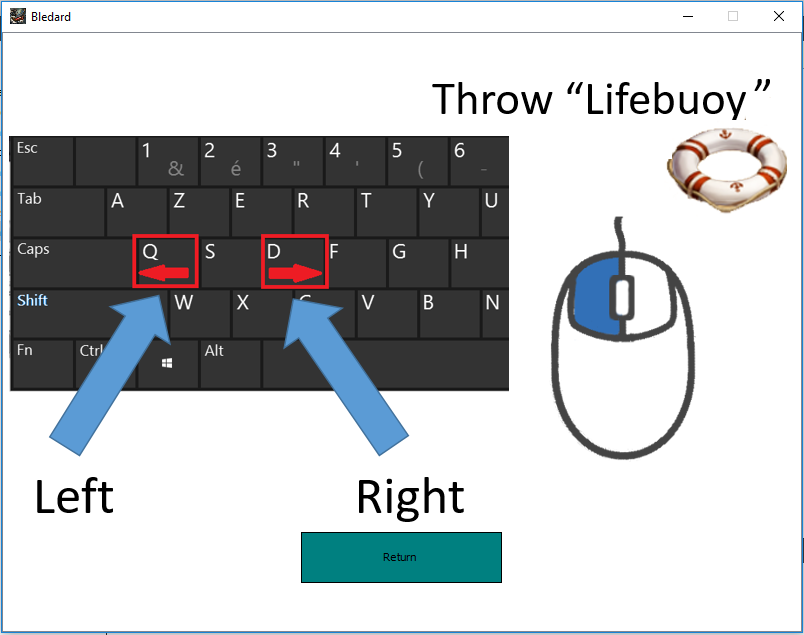 Bledard
Throw “Lifebuoy”
Esc 1 & 2 é 3 " 4 ' 5 ( 6 -
Tab A Z E R T Y U
Caps Q S D F G H
Shift W X C V B N
Fn Ctrl Alt
Left Right
Return